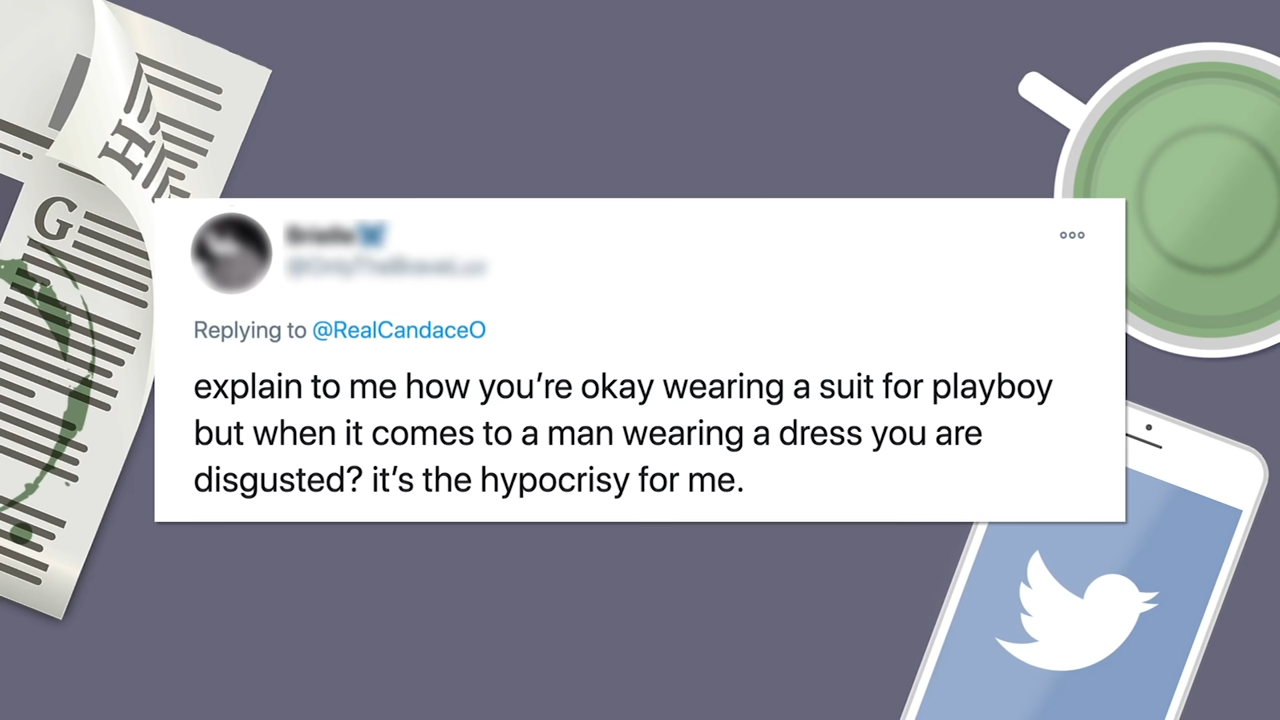 H
G
Replying to @RealCandaceO
explain to me how you’re okay wearing a suit for playboy
but when it comes to a man wearing a dress you are
disgusted? it’s the hypocrisy for me.